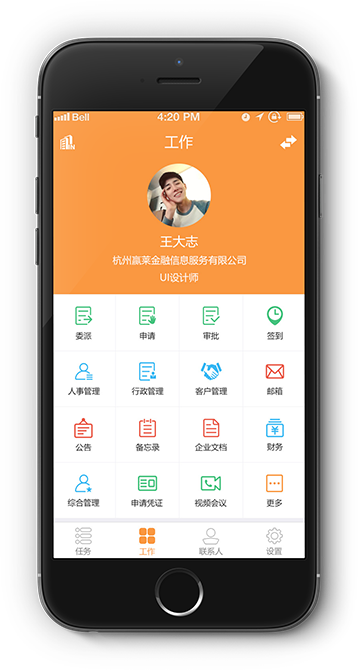 Bell 4:20 PM
工作
王大志
杭州赢莱金融信息服务有限公司
UI设计师
委派 申请 审批 签到
人事管理 行政管理 客户管理 邮箱
公告 备忘录 企业文档 财务
综合管理 申请凭证 视频会议 更多
任务 工作 联系人 设置